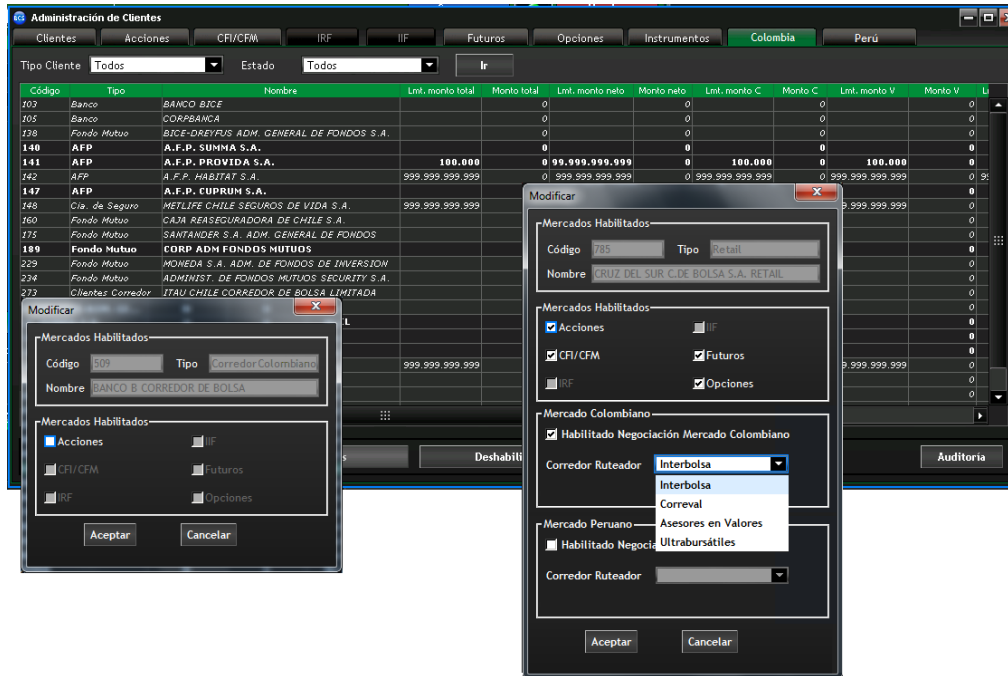 BCS Administración de Clientes
Clientes Acciones CFI/CFM IRF IIF Futuros Opciones Instrumentos Colombia Perú
Tipo Cliente Todos Estado Todos Ir
Código Tipo Nombre Lmt. monto total Monto total Lmt. monto neto Monto neto Lmt. monto C Monto C Lmt. monto V Monto V
103 Banco BANCO BICE 0 0 0 0
105 Banco CORPBANCA 0 0 0 0
138 Fondo Mutuo BICE-DREYFUS ADM. GENERAL DE FONDOS S.A. 0 0 0 0
140 AFP A.F.P. SUMMA S.A. 0 0 0 0
141 AFP A.F.P. PROVIDA S.A. 100.000 0 99.999.999.999 0 100.000 0 100.000 0
142 AFP A.F.P. HABITAT S.A. 999.999.999.999 0 999.999.999.999 0 999.999.999.999 0 999.999.999.999 0
147 AFP A.F.P. CUPRUM S.A. 0
148 Cia. de Seguro METLIFE CHILE SEGUROS DE VIDA S.A. 999.999.999.999 9.999.999.999 0
160 Fondo Mutuo CAJA REASEGURADORA DE CHILE S.A. 0
175 Fondo Mutuo SANTANDER S.A. ADM. GENERAL DE FONDOS 0
189 Fondo Mutuo CORP ADM FONDOS MUTUOS 0
229 Fondo Mutuo MONEDA S.A. ADM. DE FONDOS DE INVERSION 0
234 Fondo Mutuo ADMINIST. DE FONDOS MUTUOS SECURITY S.A. 0
273 Clientes Corredor ITAU CHILE CORREDOR DE BOLSA LIMITADA 0
0
0
0
999.999.999.999 9.999.999.999 0
0
0
Deshabili
Auditoria
Modificar
Mercados Habilitados
Código 509 Tipo Corredor Colombiano
Nombre BANCO B CORREDOR DE BOLSA
Mercados Habilitados
Acciones IIF
CFI/CFM Futuros
IRF Opciones
Aceptar Cancelar
Modificar
Mercados Habilitados
Código 785 Tipo Retail
Nombre CRUZ DEL SUR C.DE BOLSA S.A. RETAIL
Mercados Habilitados
Acciones IIF
CFI/CFM Futuros
IRF Opciones
Mercado Colombiano
Habilitado Negociación Mercado Colombiano
Corredor Ruteador Interbolsa
Interbolsa
Correval
Asesores en Valores
Ultrabursátiles
Mercado Peruano
Habilitado Negocia
Corredor Ruteador
Aceptar Cancelar